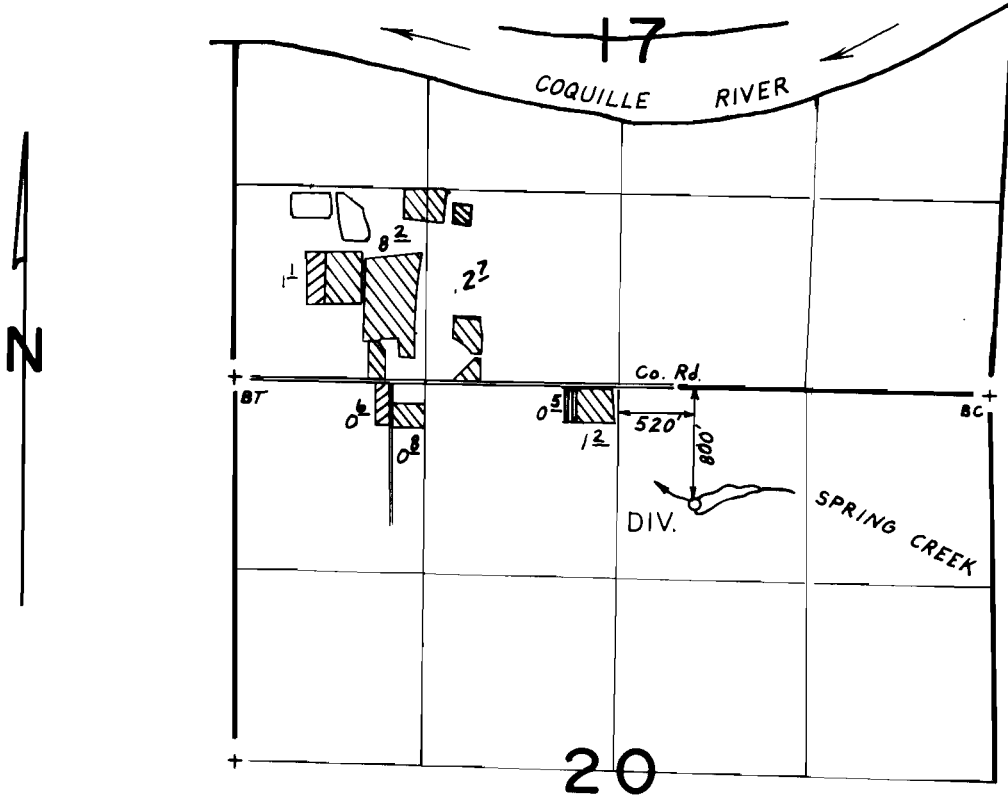 17
COQUILLE RIVER
8 2
1 1
.2 7
N
Co. Rd.
BT
BC
0 6
0 5
520'
800'
0 8
1 2
DIV.
SPRING CREEK
20